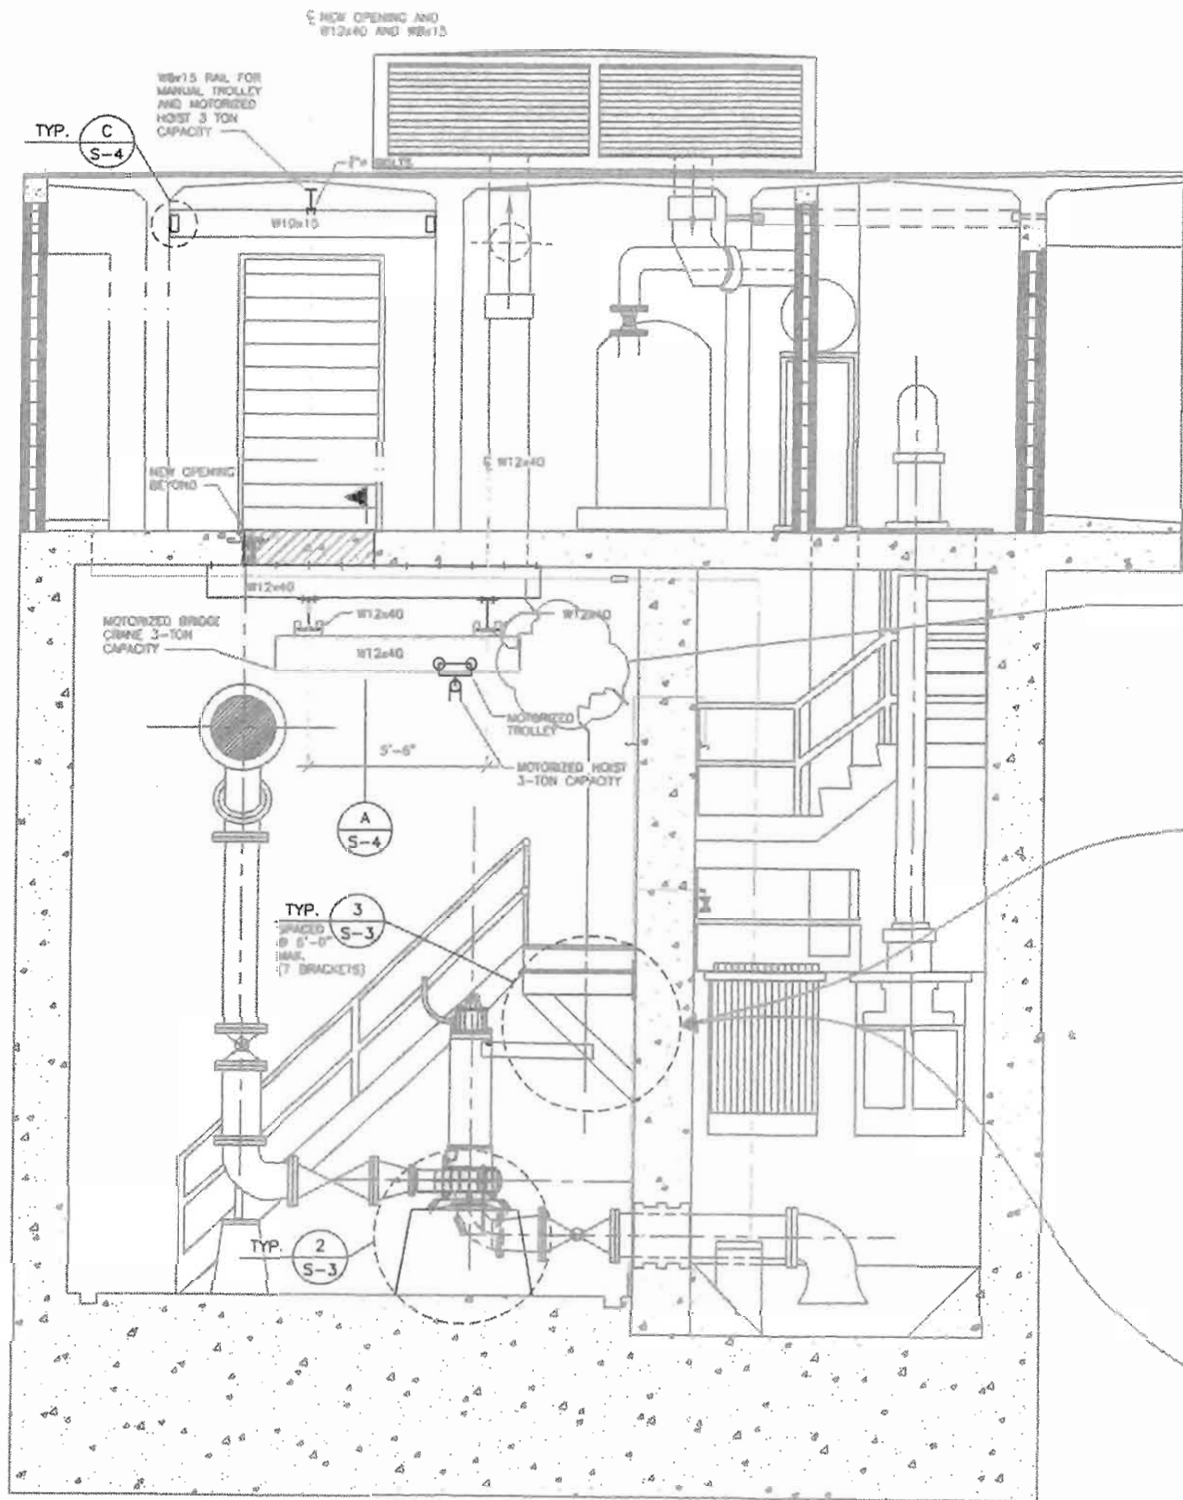 ℄ NEW OPENING AND
W12x40 AND W8x15
W8x15 RAIL FOR
MANUAL TROLLEY
AND MOTORIZED
HOIST 3 TON
CAPACITY
TYP.
C
S-4
BOLTS
W10x15
NEW OPENING
BEYOND
℄ W12x40
W12x40
W12x40
W12x40
MOTORIZED BRIDGE
CRANE 3-TON
CAPACITY
W12x40
MOTORIZED
TROLLEY
5'-6"
MOTORIZED HOIST
3-TON CAPACITY
A
S-4
TYP.
3
S-3
SPACED
@ 5'-0"
MAX.
(7 BRACKETS)
TYP.
2
S-3